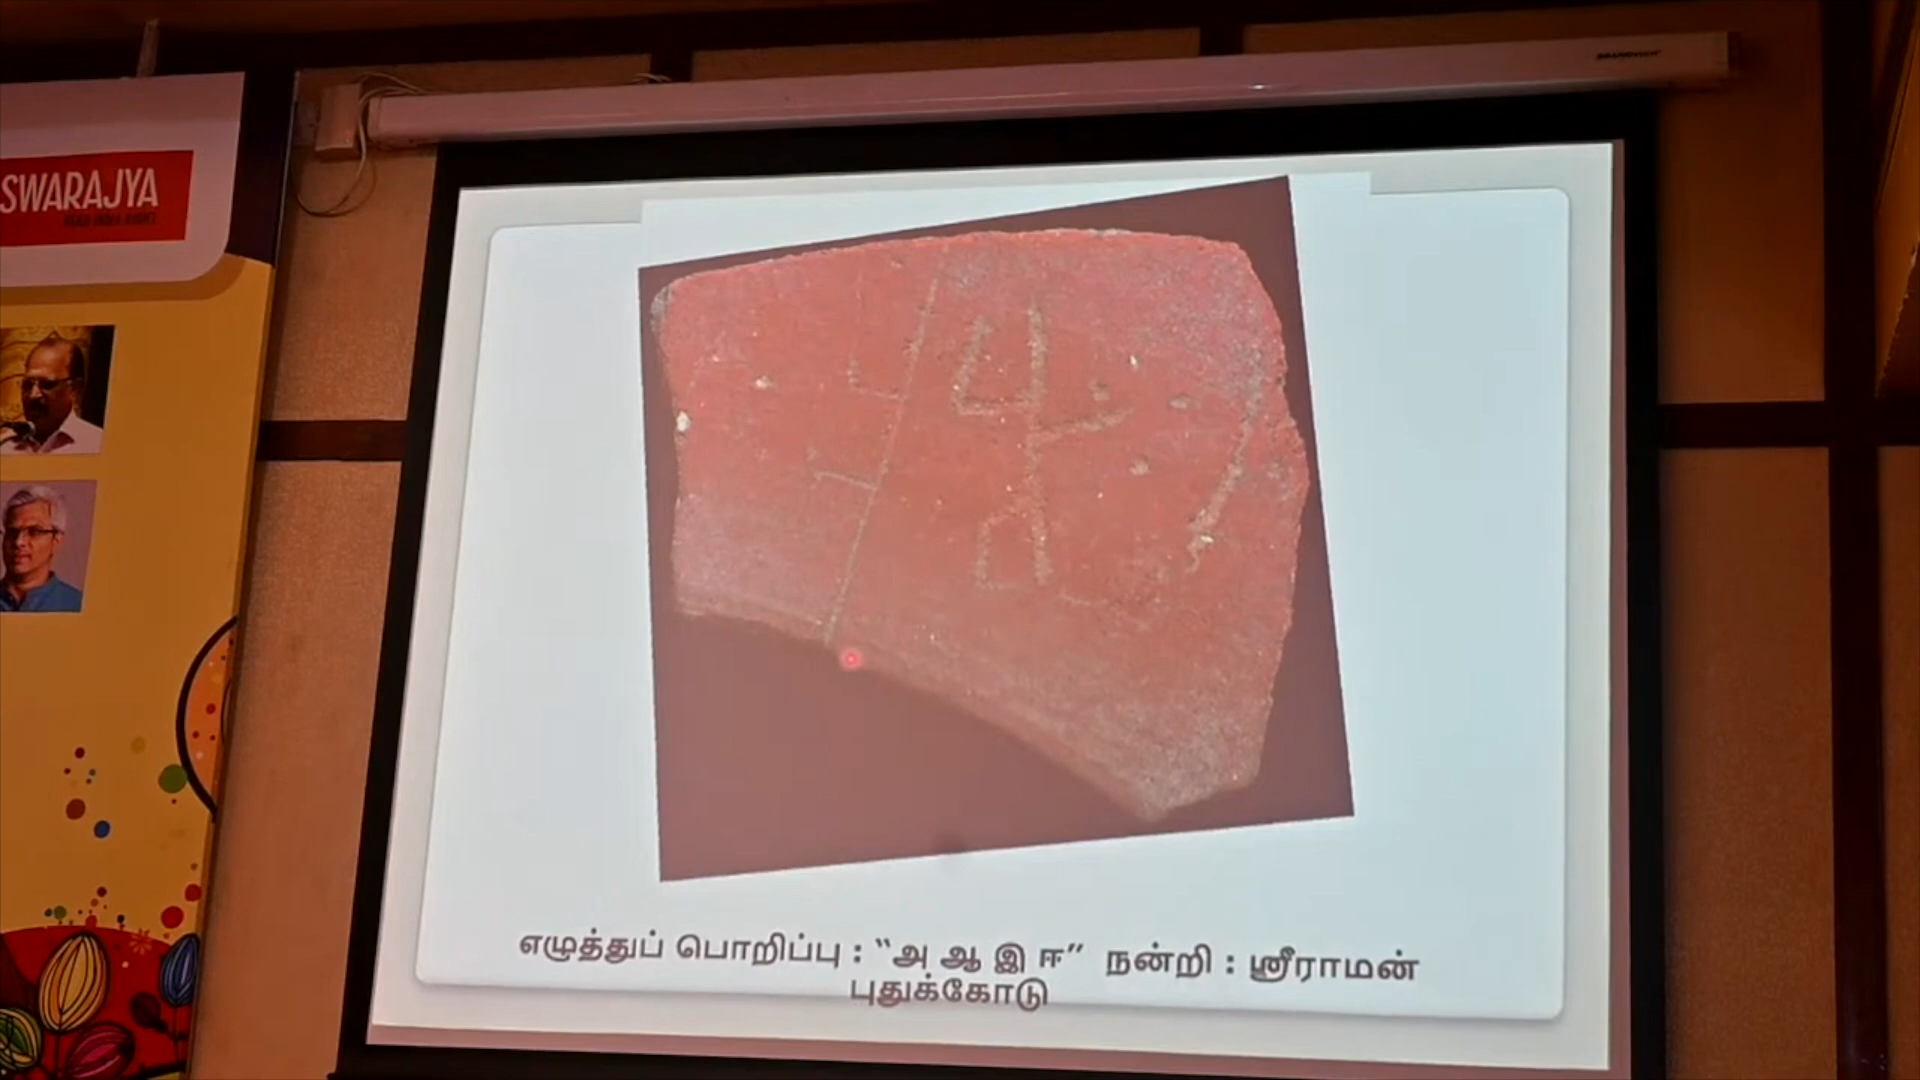 SWARAJYA
எழுத்துப் பொறிப்பு : “அ ஆ இ ஈ” நன்றி : ஸ்ரீராமன்
புதுக்கோடு